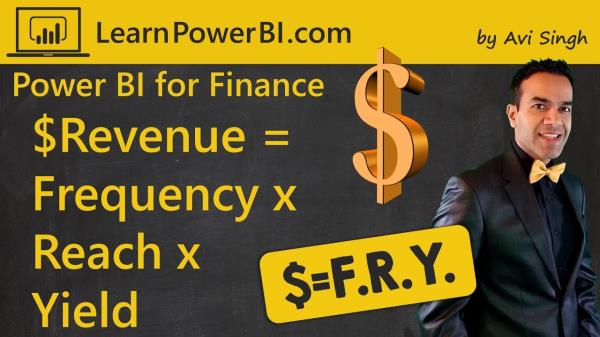 LearnPowerBI.com
by Avi Singh
Power BI for Finance
$Revenue =
Frequency x
Reach x
Yield
$
$=F.R.Y.